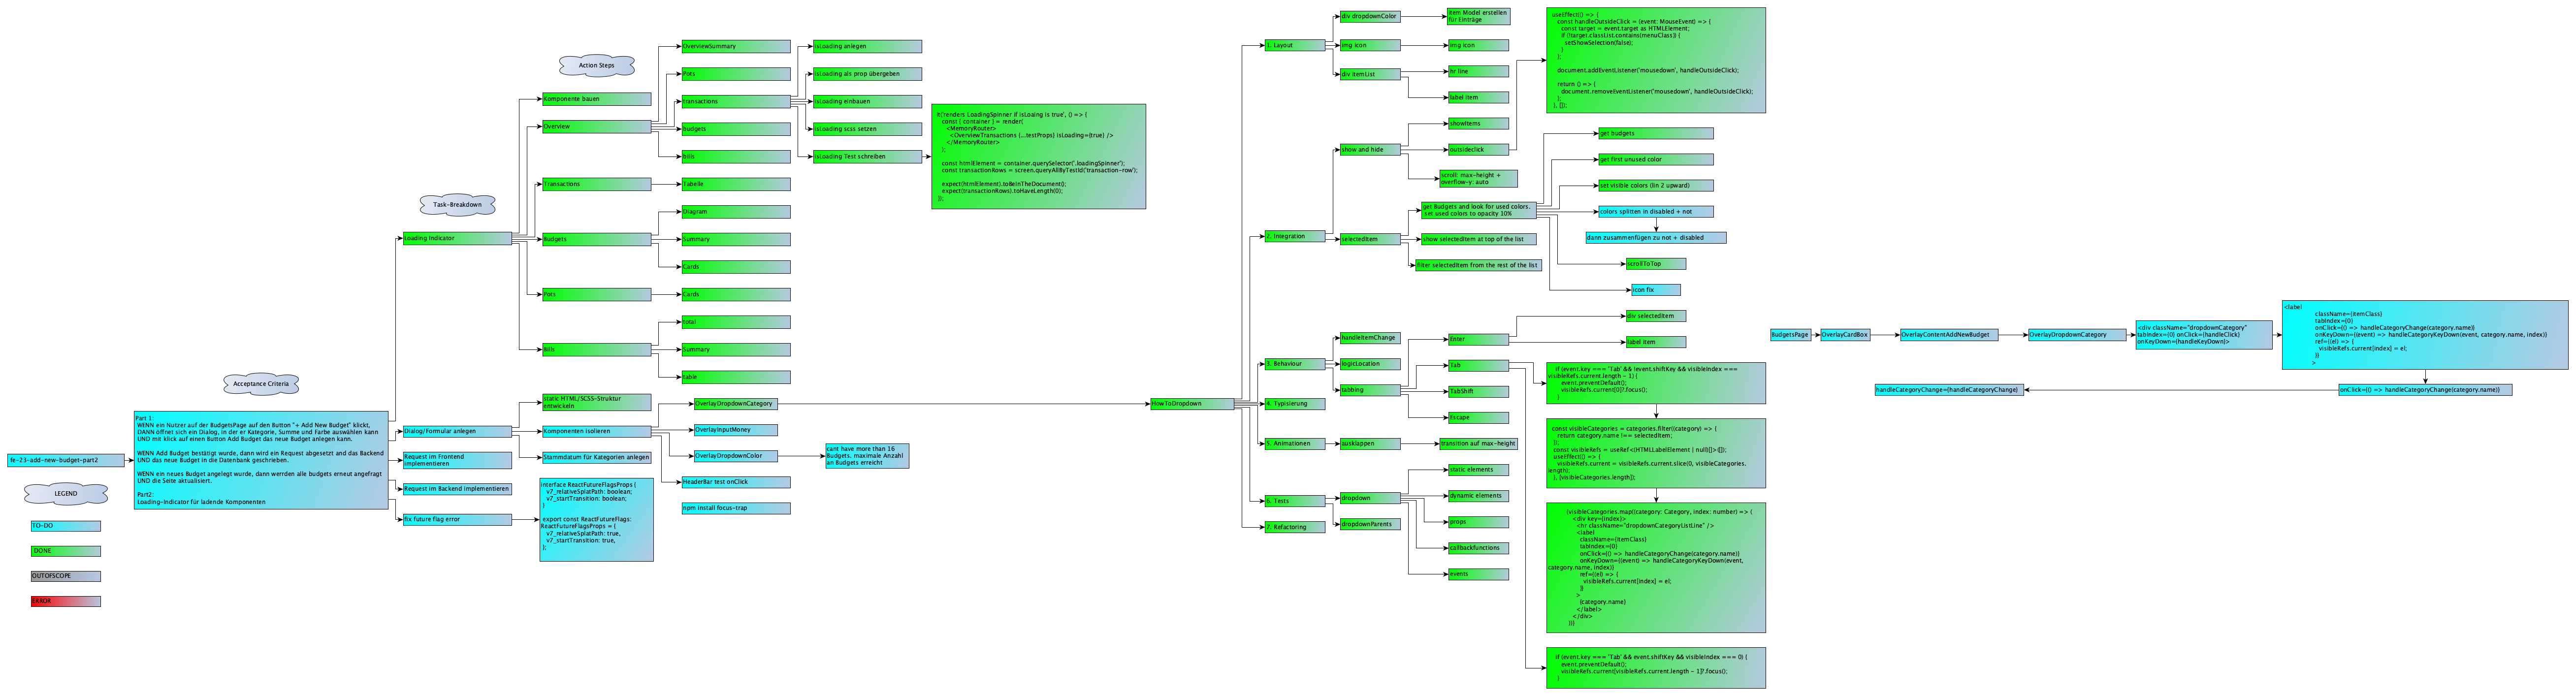 fe-23-add-new-budget-part2
LEGEND
TO-DO
DONE
OUTOFSCOPE
ERROR
Acceptance Criteria
Part 1:
WENN ein Nutzer auf der BudgetsPage auf den Button "+ Add New Budget" klickt,
DANN öffnet sich ein Dialog, in der er Kategorie, Summe und Farbe auswählen kann
UND mit klick auf einen Button Add Budget das neue Budget anlegen kann.
WENN Add Budget bestätigt wurde, dann wird ein Request abgesetzt and das Backend
UND das neue Budget in die Datenbank geschrieben.
WENN ein neues Budget angelegt wurde, dann werrden alle budgets erneut angefragt
UND die Seite aktualisiert.
Part2:
Loading-Indicator für ladende Komponenten
Task-Breakdown
Loading Indicator
Dialog/Formular anlegen
Request im Frontend
implementieren
Request im Backend implementieren
fix future flag error
Action Steps
Komponente bauen
Overview
Transactions
Budgets
Pots
Bills
static HTML/SCSS-Struktur
entwickeln
Komponenten isolieren
Stammdatum für Kategorien anlegen
interface ReactFutureFlagsProps {
v7_relativeSplatPath: boolean;
v7_startTransition: boolean;
}
export const ReactFutureFlags:
ReactFutureFlagsProps = {
v7_relativeSplatPath: true,
v7_startTransition: true,
};
OverviewSummary
Pots
transactions
budgets
bills
Tabelle
Diagram
Summary
Cards
Cards
total
Summary
table
OverlayDropdownCategory
OverlayInputMoney
OverlayDropdownColor
HeaderBar test onClick
npm install focus-trap
isLoading anlegen
isLoading als prop übergeben
isLoading einbauen
isLoading scss setzen
isLoading Test schreiben
cant have more than 16
Budgets. maximale Anzahl
an Budgets erreicht
it('renders LoadingSpinner if isLoaing is true', () => {
const { container } = render(
<MemoryRouter>
<OverviewTransactions {...testProps} isLoading={true} />
</MemoryRouter>
);
const htmlElement = container.querySelector('.loadingSpinner');
const transactionRows = screen.queryAllByTestId('transaction-row');
expect(htmlElement).toBeInTheDocument();
expect(transactionRows).toHaveLength(0);
});
HowToDropdown
1. Layout
2. Integration
3. Behaviour
4. Typisierung
5. Animationen
6. Tests
7. Refactoring
div dropdownColor
img icon
div itemList
show and hide
selectedItem
handleItemChange
logicLocation
tabbing
ausklappen
dropdown
dropdownParents
item Model erstellen
für Einträge
img icon
hr line
label item
showItems
outsideclick
scroll: max-height +
overflow-y: auto
get Budgets and look for used colors.
set used colors to opacity 10%
show selectedItem at top of the list
filter selectedItem from the rest of the list
Enter
Tab
TabShift
Escape
transition auf max-height
static elements
dynamic elements
props
callbackfunctions
events
useEffect(() => {
const handleOutsideClick = (event: MouseEvent) => {
const target = event.target as HTMLElement;
if (!target.classList.contains(menuClass)) {
setShowSelection(false);
}
};
document.addEventListener('mousedown', handleOutsideClick);
return () => {
document.removeEventListener('mousedown', handleOutsideClick);
};
}, []);
get budgets
get first unused color
set visible colors (lin 2 upward)
colors splitten in disabled + not
dann zusammenfügen zu not + disabled
scrollToTop
icon fix
div selectedItem
label item
if (event.key === 'Tab' && !event.shiftKey && visibleIndex ===
visibleRefs.current.length - 1) {
event.preventDefault();
visibleRefs.current[0]?.focus();
}
const visibleCategories = categories.filter((category) => {
return category.name !== selectedItem;
});
const visibleRefs = useRef<(HTMLLabelElement | null)[]>([]);
useEffect(() => {
visibleRefs.current = visibleRefs.current.slice(0, visibleCategories.
length);
}, [visibleCategories.length]);
{visibleCategories.map((category: Category, index: number) => (
<div key={index}>
<hr className="dropdownCategoryListLine" />
<label
className={itemClass}
tabIndex={0}
onClick={() => handleCategoryChange(category.name)}
onKeyDown={(event) => handleCategoryKeyDown(event,
category.name, index)}
ref={(el) => {
visibleRefs.current[index] = el;
}}
>
{category.name}
</label>
</div>
))}
if (event.key === 'Tab' && event.shiftKey && visibleIndex === 0) {
event.preventDefault();
visibleRefs.current[visibleRefs.current.length - 1]?.focus();
}
BudgetsPage
OverlayCardBox
OverlayContentAddNewBudget
OverlayDropdownCategory
<div className="dropdownCategory"
tabIndex={0} onClick={handleClick}
onKeyDown={handleKeyDown}>
<label
className={itemClass}
tabIndex={0}
onClick={() => handleCategoryChange(category.name)}
onKeyDown={(event) => handleCategoryKeyDown(event, category.name, index)}
ref={(el) => {
visibleRefs.current[index] = el;
}}
>
handleCategoryChange={handleCategoryChange}
onClick={() => handleCategoryChange(category.name)}